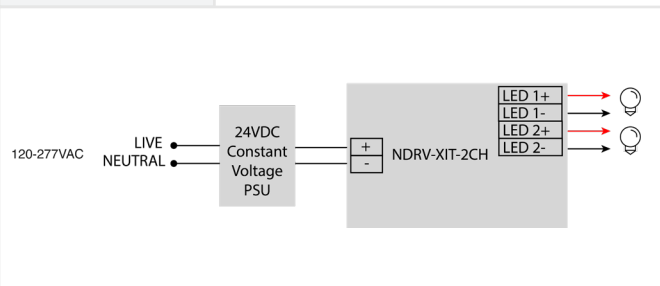 120-277VAC
LIVE
NEUTRAL
24VDC
Constant
Voltage
PSU
+
-
NDRV-XIT-2CH
LED 1+
LED 1-
LED 2+
LED 2-